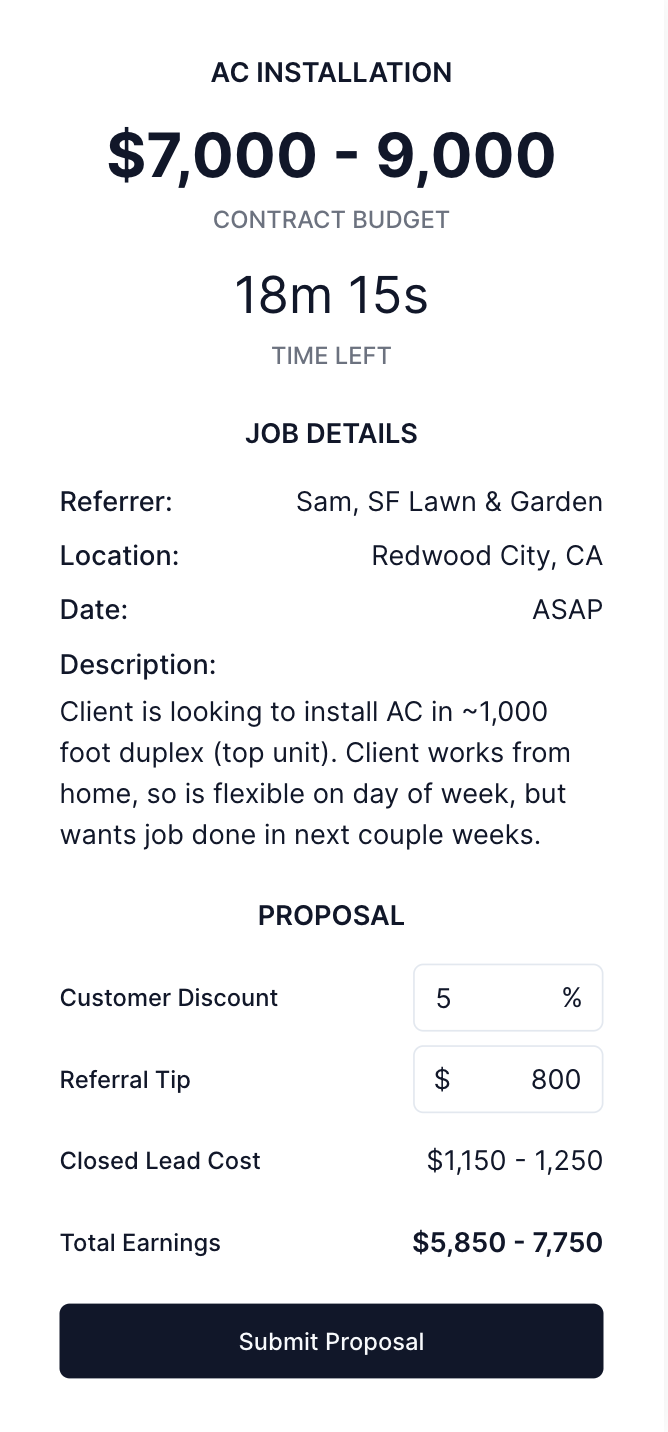 AC INSTALLATION
$7,000 - 9,000
CONTRACT BUDGET
18m 15s
TIME LEFT
JOB DETAILS
Referrer: Sam, SF Lawn & Garden
Location: Redwood City, CA
Date: ASAP
Description:
Client is looking to install AC in ~1,000
foot duplex (top unit). Client works from
home, so is flexible on day of week, but
wants job done in next couple weeks.
PROPOSAL
Customer Discount 5 %
Referral Tip $ 800
Closed Lead Cost $1,150 - 1,250
Total Earnings $5,850 - 7,750
Submit Proposal